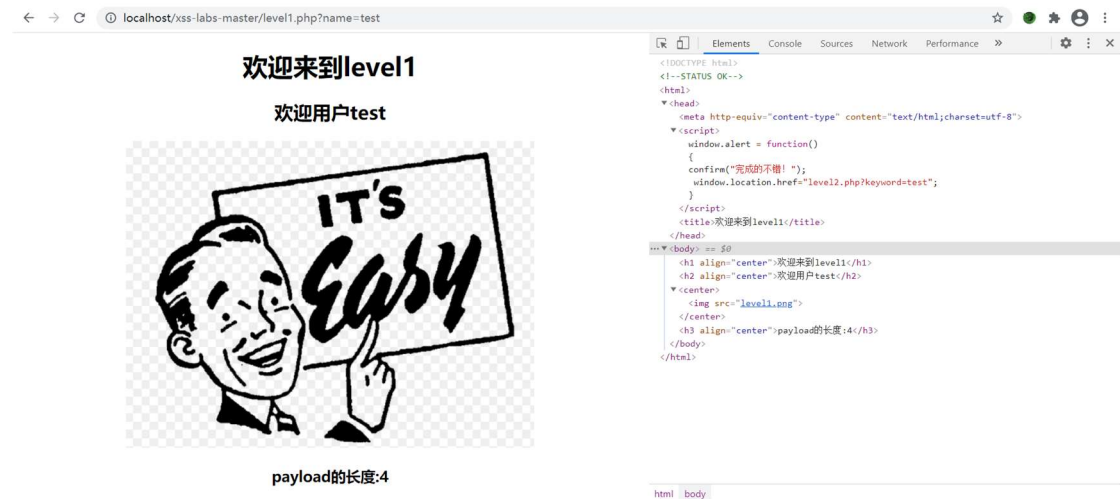 localhost/xss-labs-master/level1.php?name=test
欢迎来到level1
欢迎用户test
IT'S
Easy
payload的长度:4
Elements Console Sources Network Performance »
<!DOCTYPE html>
<!--STATUS OK-->
<html>
▼<head>
<meta http-equiv="content-type" content="text/html;charset=utf-8">
▼<script>
window.alert = function()
{
confirm("完成的不错！");
window.location.href="level2.php?keyword=test";
}
</script>
<title>欢迎来到level1</title>
</head>
…▼<body> == $0
<h1 align="center">欢迎来到level1</h1>
<h2 align="center">欢迎用户test</h2>
▼<center>
<img src="level1.png">
</center>
<h3 align="center">payload的长度:4</h3>
</body>
</html>
html body